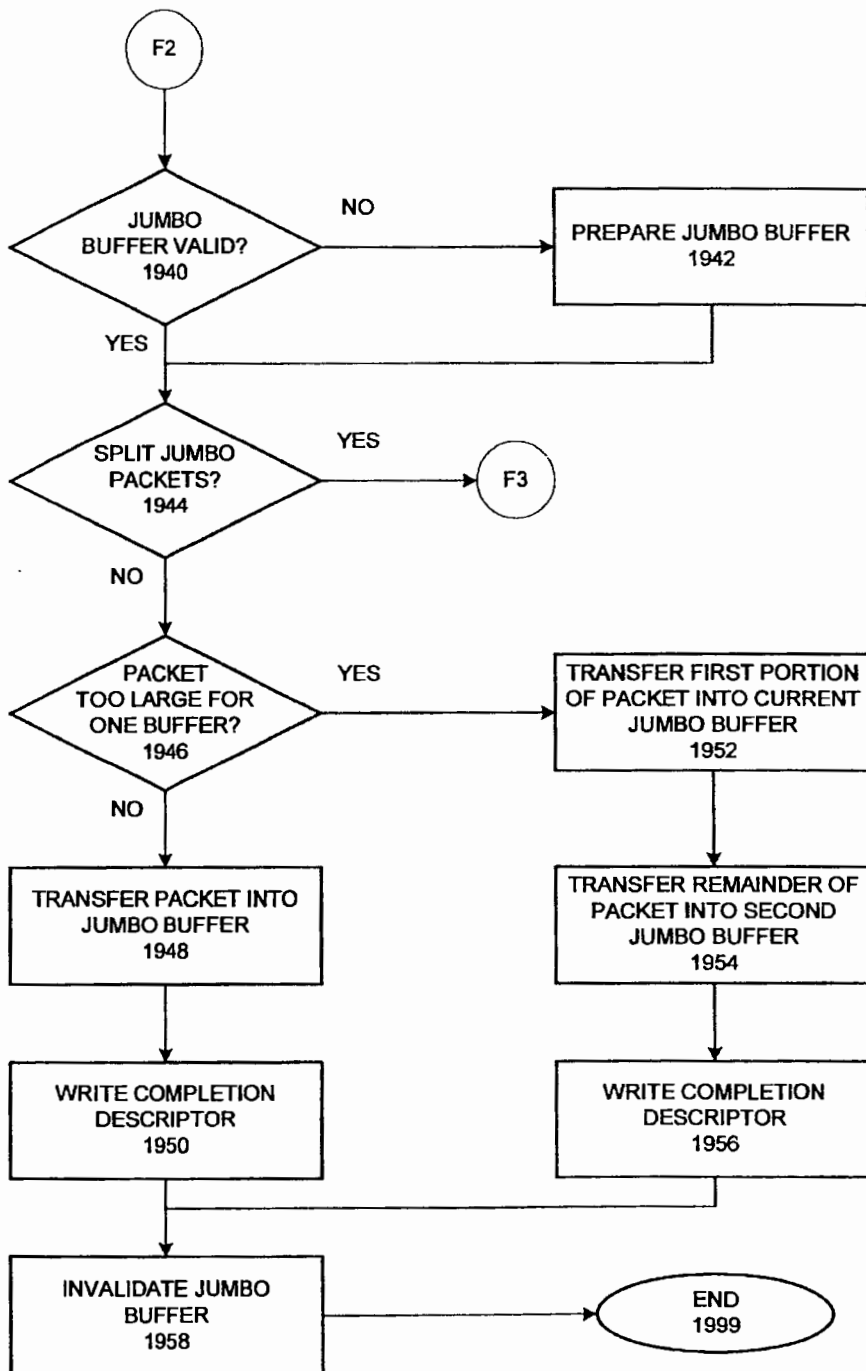 F2
JUMBO
BUFFER VALID?
1940
NO
PREPARE JUMBO BUFFER
1942
YES
SPLIT JUMBO
PACKETS?
1944
YES
F3
NO
PACKET
TOO LARGE FOR
ONE BUFFER?
1946
YES
TRANSFER FIRST PORTION
OF PACKET INTO CURRENT
JUMBO BUFFER
1952
NO
TRANSFER PACKET INTO
JUMBO BUFFER
1948
TRANSFER REMAINDER OF
PACKET INTO SECOND
JUMBO BUFFER
1954
WRITE COMPLETION
DESCRIPTOR
1950
WRITE COMPLETION
DESCRIPTOR
1956
INVALIDATE JUMBO
BUFFER
1958
END
1999